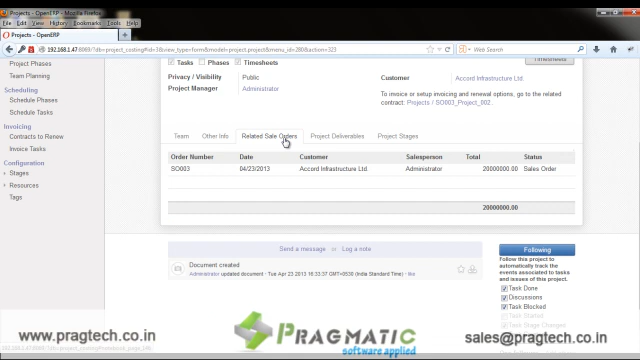 Projects - OpenERP - Mozilla Firefox
File Edit View History Bookmarks Tools Help
Projects - OpenERP
Web Search
Project Phases
Team Planning
Scheduling
Schedule Phases
Schedule Tasks
Invoicing
Contracts to Renew
Invoice Tasks
Configuration
Stages
Resources
Tags
Tasks Phases Timesheets
Timesheets
Privacy / Visibility Public
Project Manager Administrator
Customer Accord Infrastructure Ltd.
To invoice or setup invoicing and renewal options, go to the related
contract: Projects / SO003_Project_002.
Team Other Info Related Sale Orders Project Deliverables Project Stages
Order Number Date Customer Salesperson Total Status
SO003 04/23/2013 Accord Infrastructure Ltd. Administrator 20000000.00 Sales Order
20000000.00
Send a message or Log a note
Document created
Administrator updated document - Tue Apr 23 2013 16:33:37 GMT+0530 (India Standard Time) - like
Following
Follow this project to
automatically track the
events associated to tasks
and issues of this project.
Task Done
Discussions
Task Blocked
Task Started
Task Stage Changed
www.pragtech.co.in
PRAGMATIC
software applied
sales@pragtech.co.in